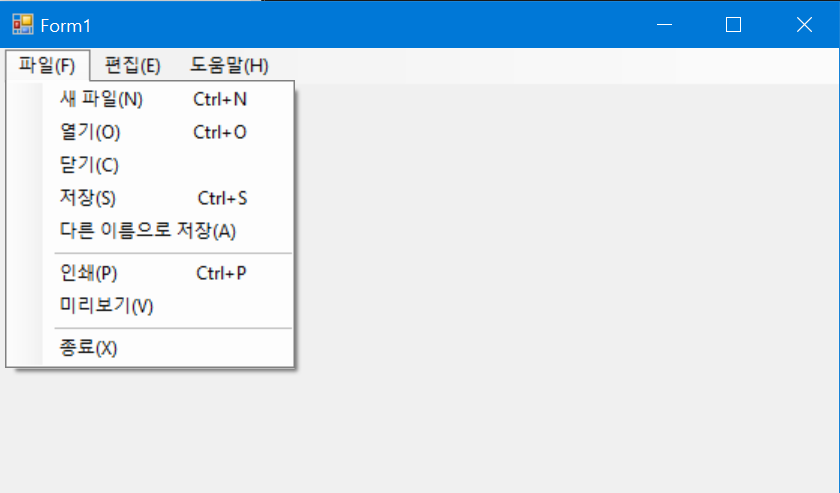 Form1
파일(F) 편집(E) 도움말(H)
새 파일(N) Ctrl+N
열기(O) Ctrl+O
닫기(C)
저장(S) Ctrl+S
다른 이름으로 저장(A)
인쇄(P) Ctrl+P
미리보기(V)
종료(X)